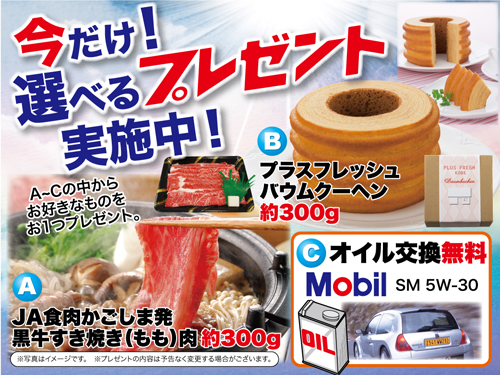 今だけ!
選べるプレゼント
実施中!
A~Cの中から
お好きなものを
お1つプレゼント。
B
プラスフレッシュ
バウムクーヘン
約300g
PLUS FRESH
KOBE
Baumkuchen
A
JA食肉かごしま発
黒牛すき焼き(もも)肉 約300g
※写真はイメージです。 ※プレゼントの内容は予告なく変更する場合がございます。
C オイル交換無料
Mobil SM 5W-30
OIL